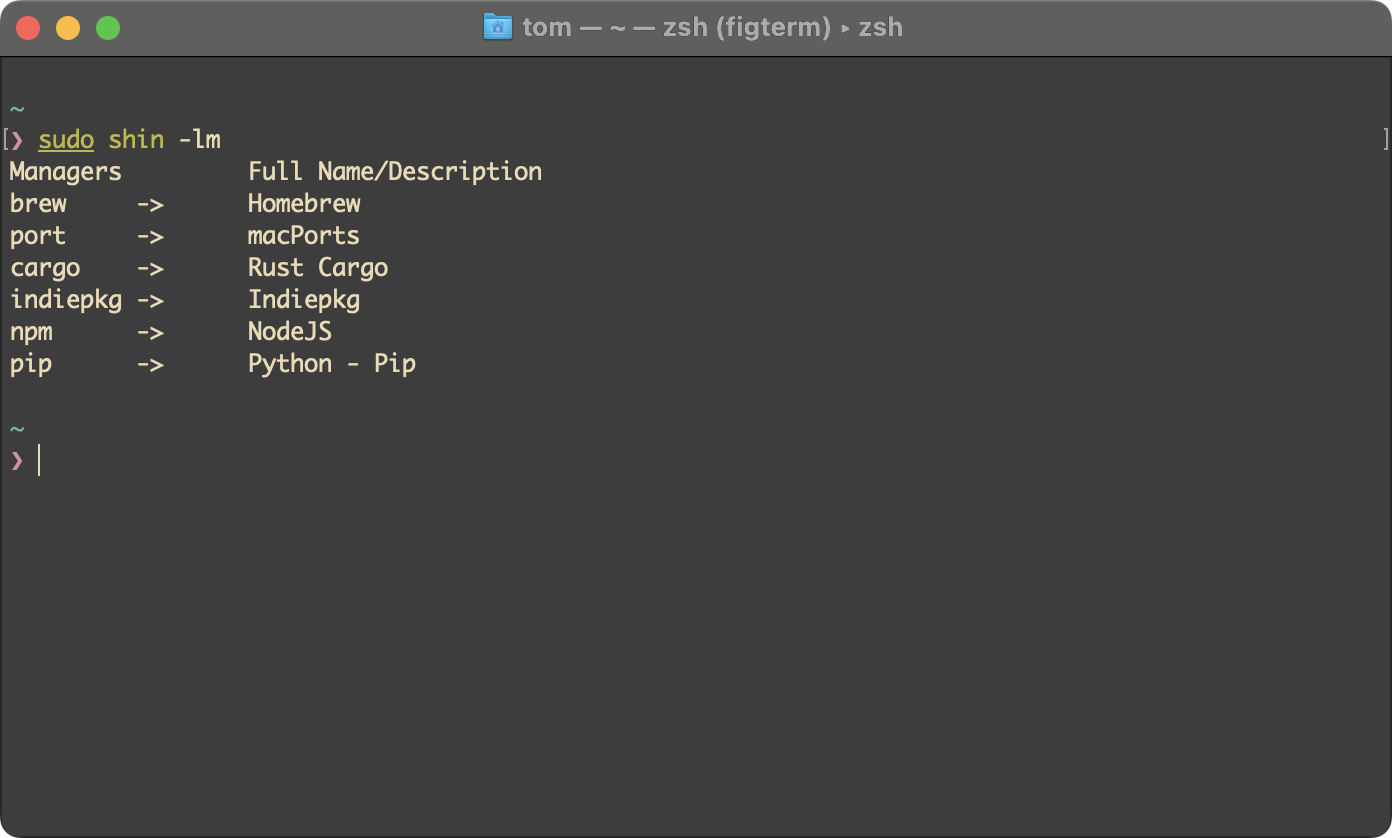 tom — ~ — zsh (figterm) ▸ zsh
~
[❯ sudo shin -lm ]
Managers Full Name/Description
brew -> Homebrew
port -> macPorts
cargo -> Rust Cargo
indiepkg -> Indiepkg
npm -> NodeJS
pip -> Python - Pip
~
❯